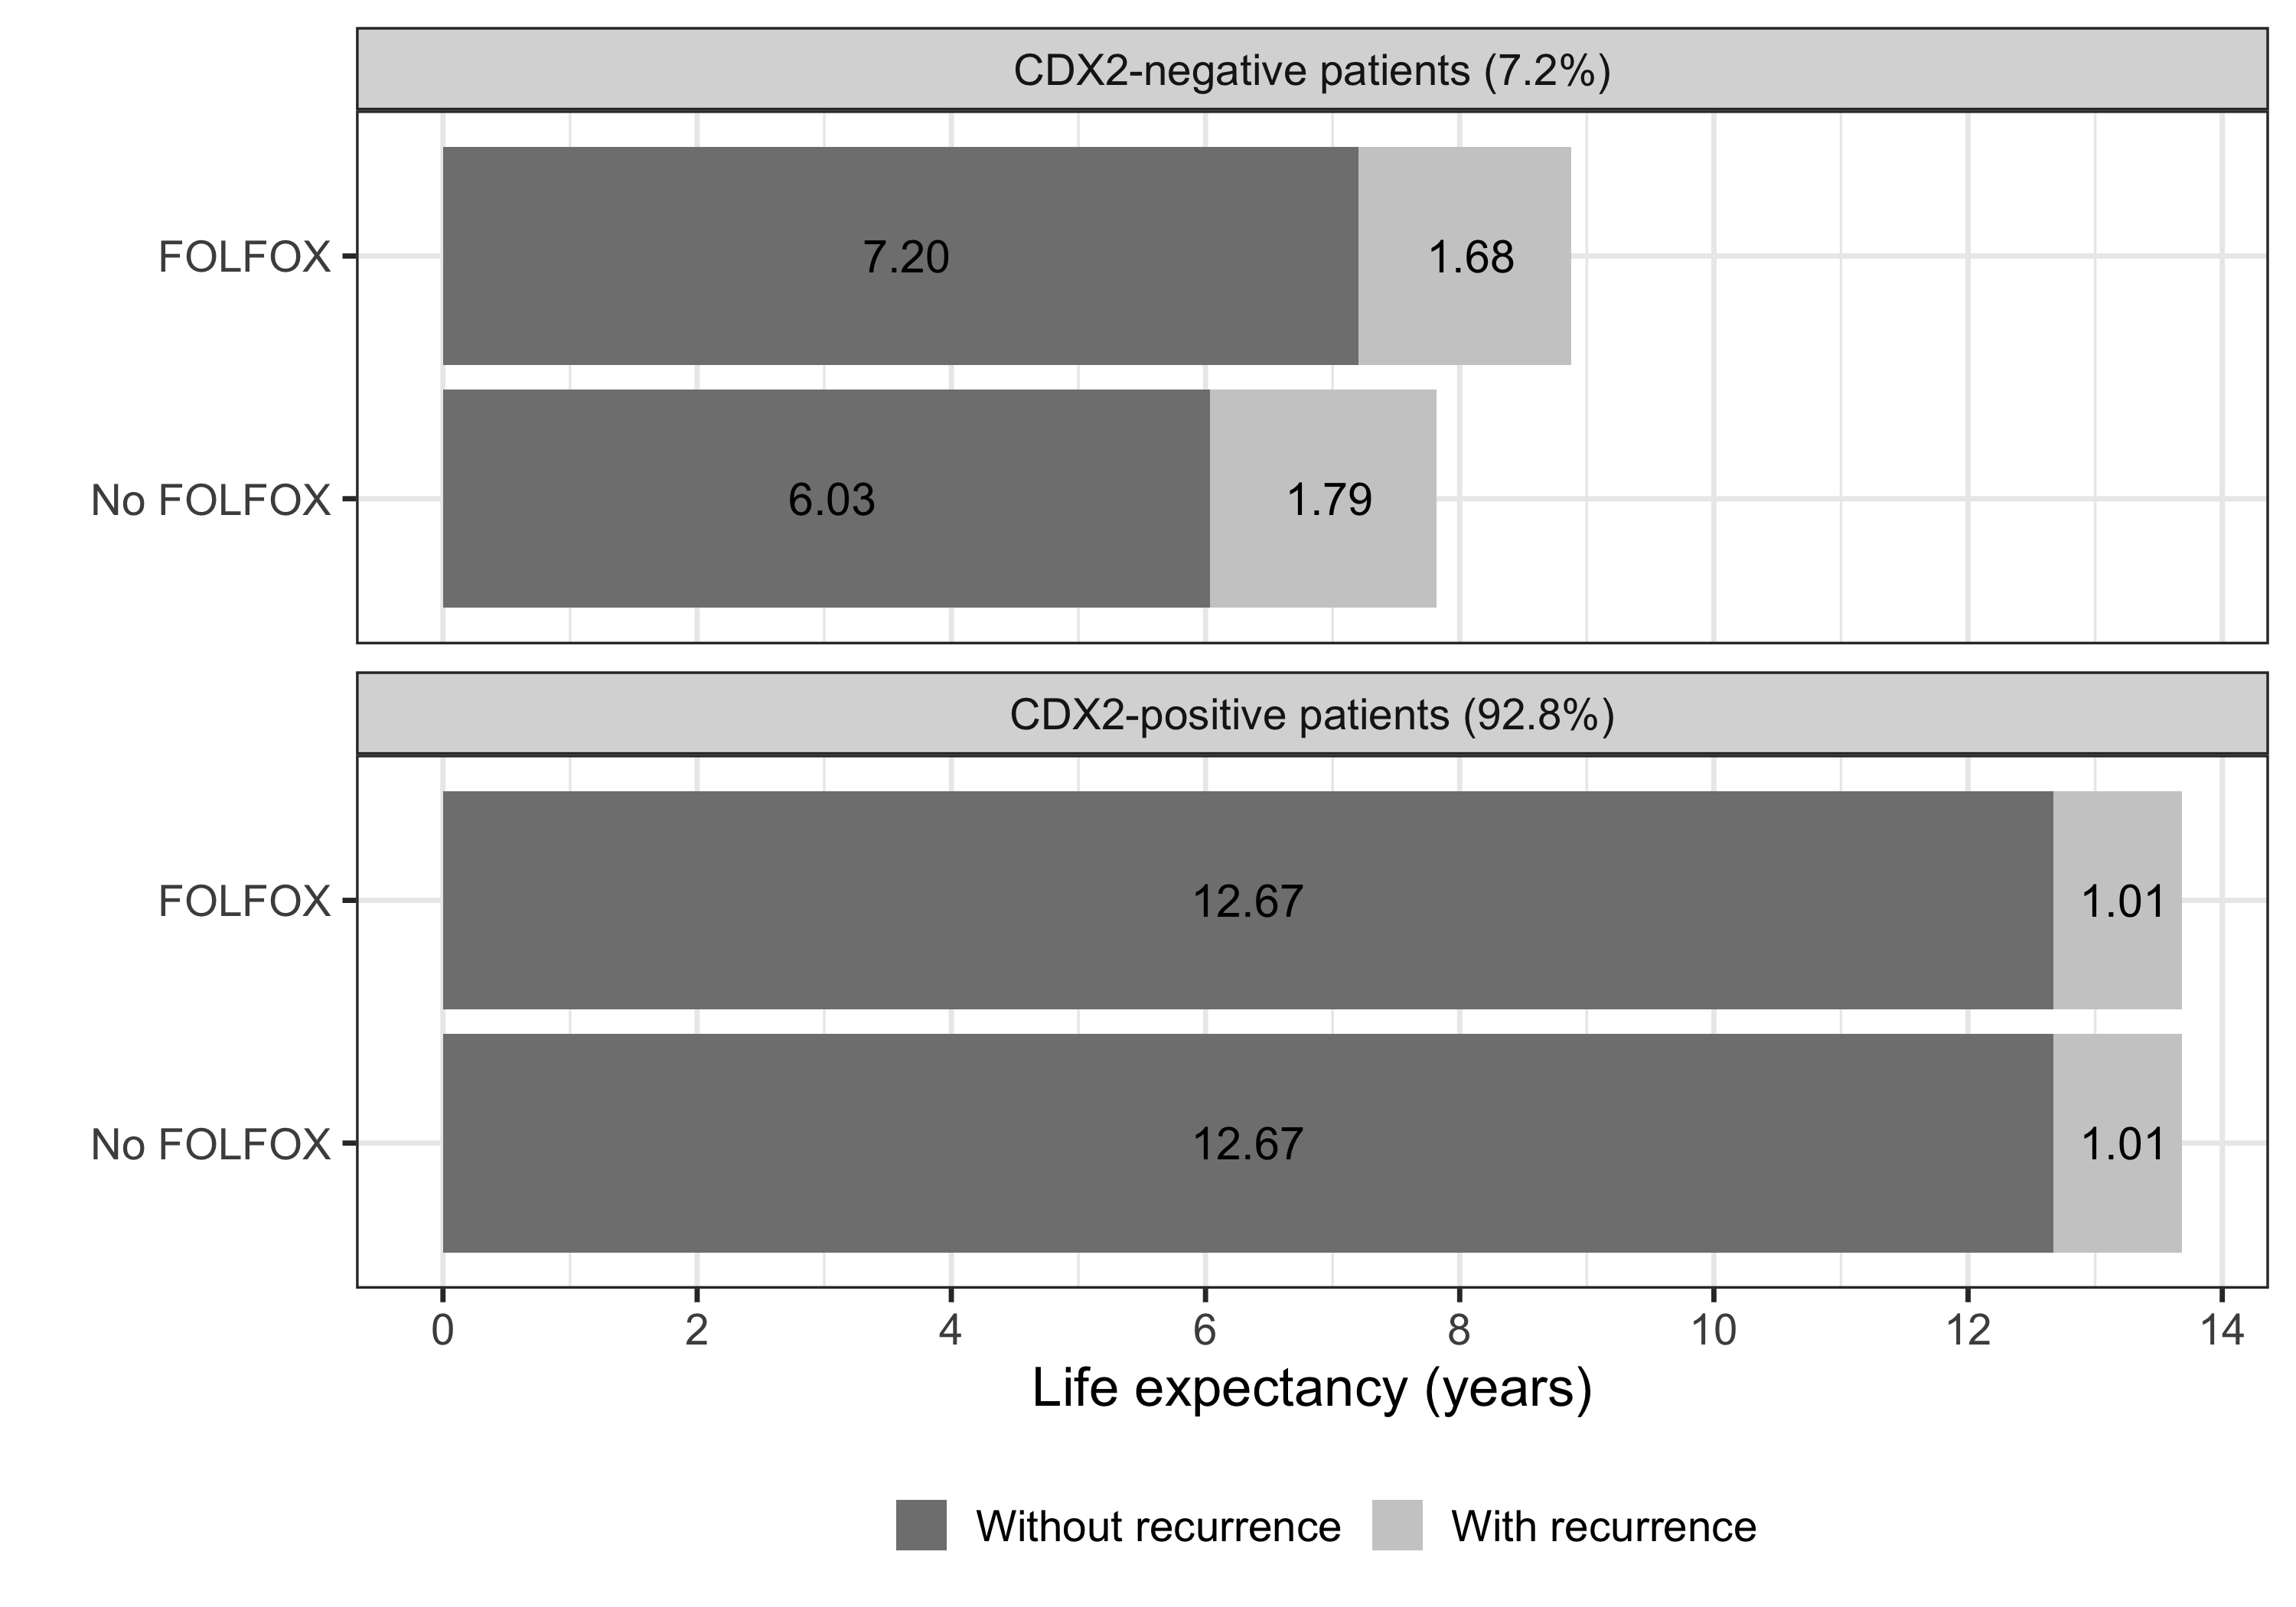 CDX2-negative patients (7.2%)
FOLFOX 7.20 1.68
No FOLFOX 6.03 1.79
CDX2-positive patients (92.8%)
FOLFOX 12.67 1.01
No FOLFOX 12.67 1.01
0 2 4 6 8 10 12 14
Life expectancy (years)
Without recurrence With recurrence